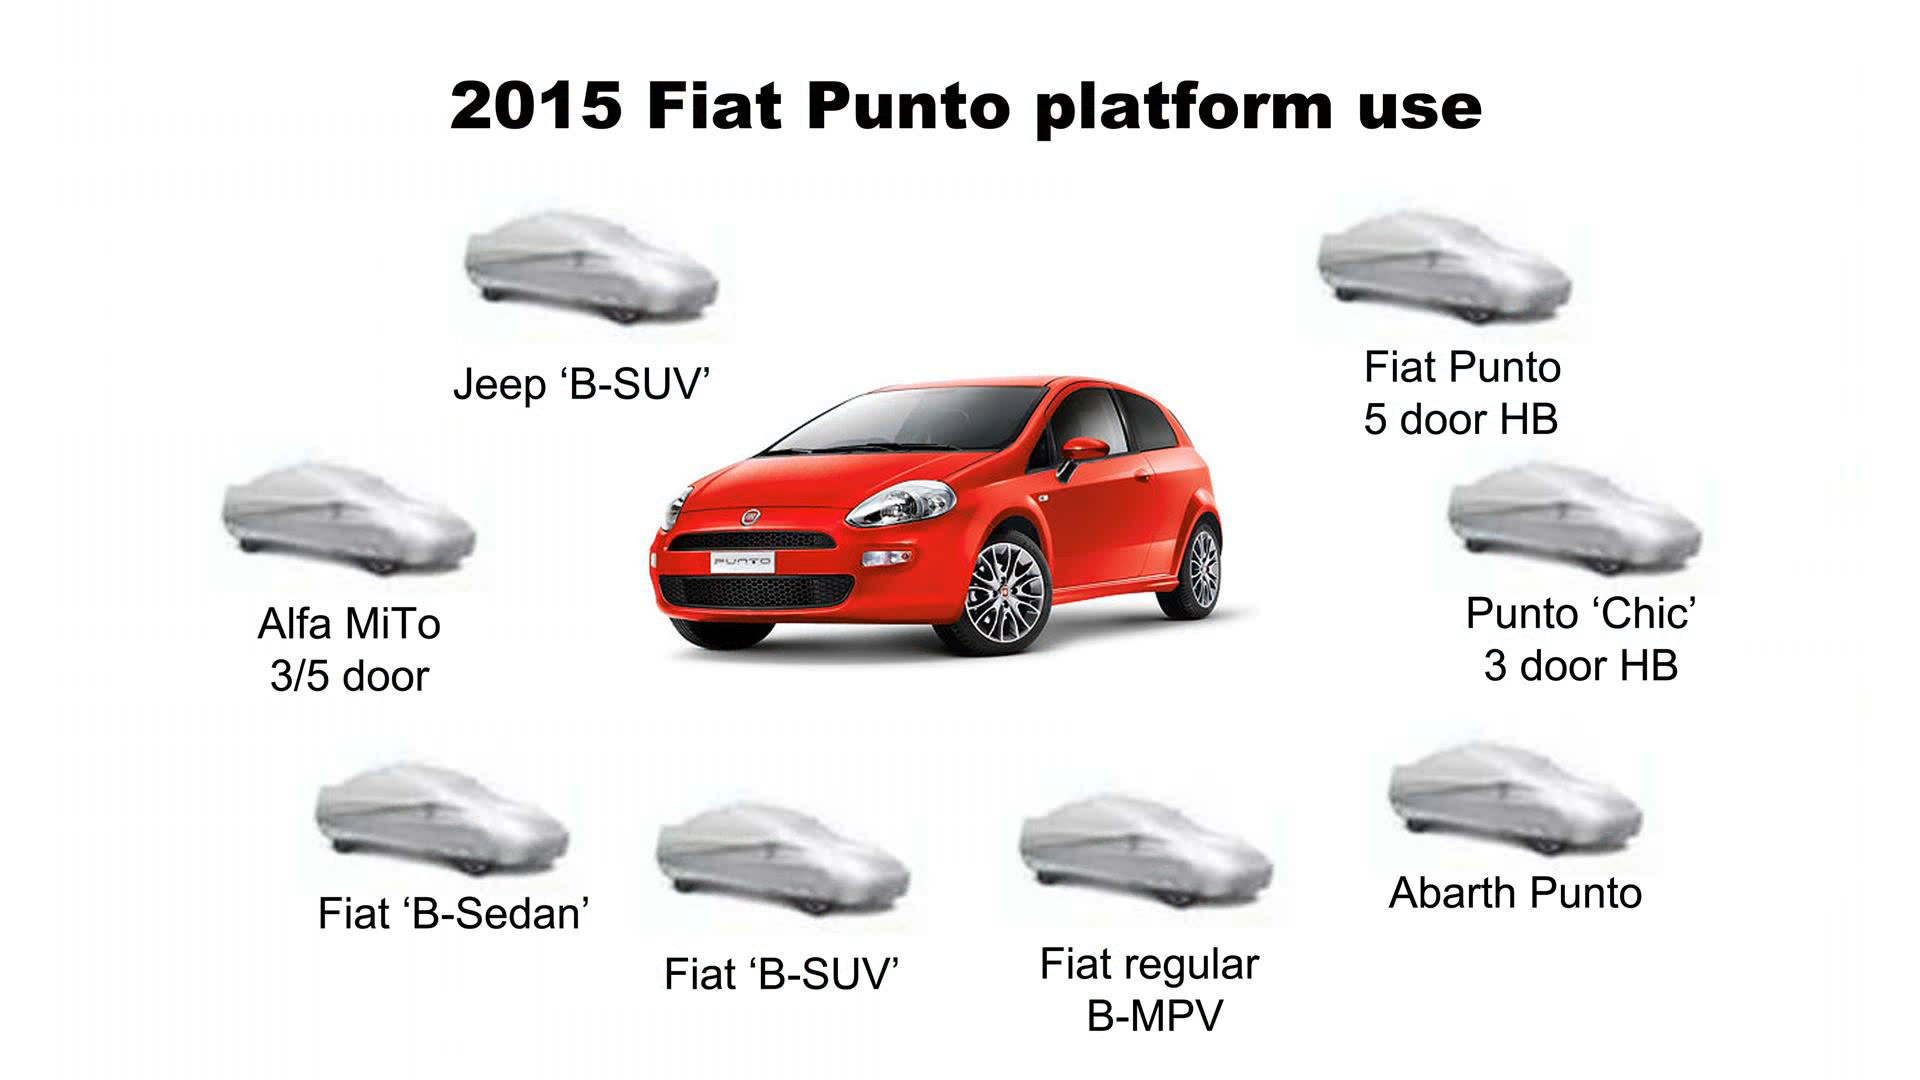 2015 Fiat Punto platform use
Jeep ‘B-SUV’
Fiat Punto
5 door HB
PUNTO
Alfa MiTo
3/5 door
Punto ‘Chic’
3 door HB
Fiat ‘B-Sedan’
Fiat ‘B-SUV’
Fiat regular
B-MPV
Abarth Punto